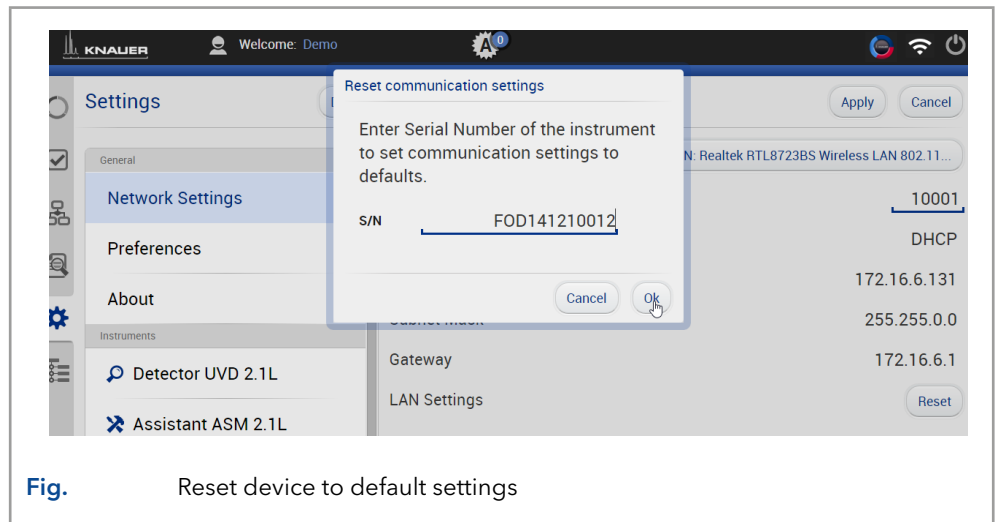 KNAUER
Welcome: Demo
A 0
Settings
Apply
Cancel
Reset communication settings
Enter Serial Number of the instrument
to set communication settings to
defaults.
S/N FOD141210012
Cancel
Ok
General
Network Settings
Preferences
About
Instruments
Detector UVD 2.1L
Assistant ASM 2.1L
N: Realtek RTL8723BS Wireless LAN 802.11...
10001
DHCP
172.16.6.131
Subnet Mask 255.255.0.0
Gateway 172.16.6.1
LAN Settings Reset
Fig. Reset device to default settings